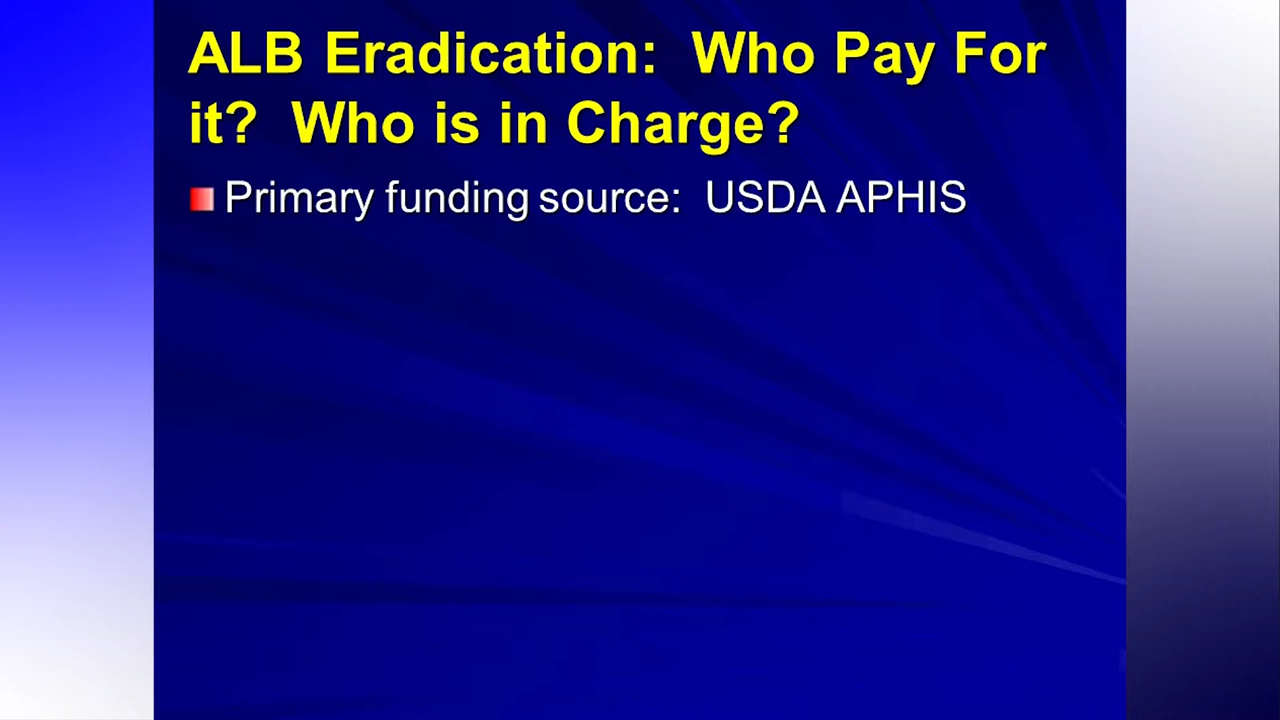 ALB Eradication:  Who Pay For
it?  Who is in Charge?
Primary funding source:  USDA APHIS